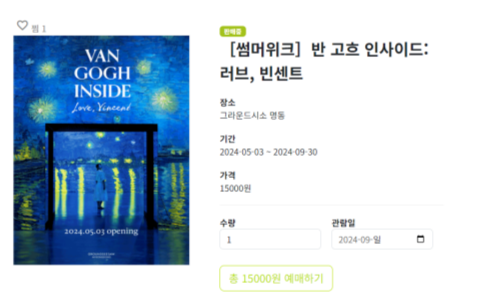 찜 1
VAN
GOGH
INSIDE
Love, Vincent
2024.05.03 opening
판매중
[썸머위크] 반 고흐 인사이드:
러브, 빈센트
장소
그라운드시소 명동
기간
2024-05-03 ~ 2024-09-30
가격
15000원
수량
관람일
1
2024-09-일
총 15000원 예매하기